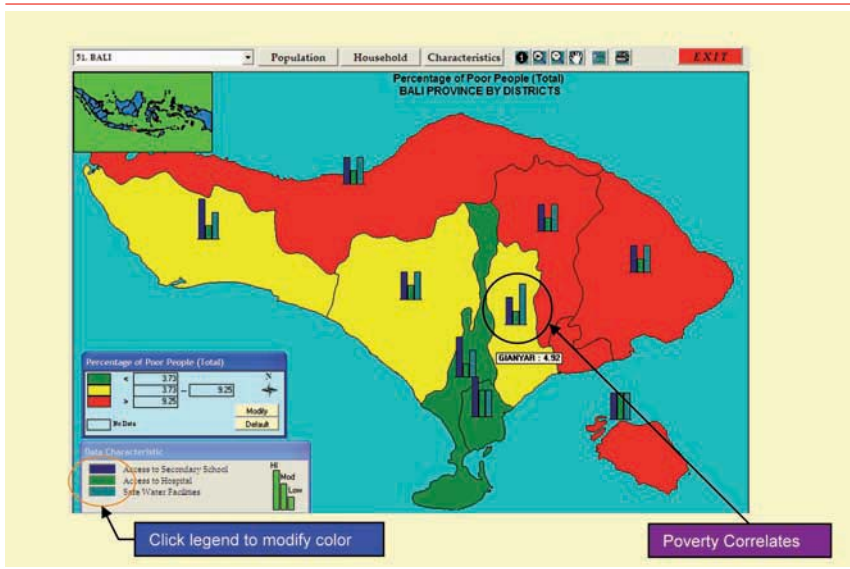 51. BALI Population Household Characteristics EXIT
Percentage of Poor People (Total)
BALI PROVINCE BY DISTRICTS
GIANYAR : 4.92
Percentage of Poor People (Total)
< 3.73
3.73 - 9.25
> 9.25
N
No Data
Modify
Default
Data Characteristic
Access to Secondary School
Access to Hospital
Safe Water Facilities
HI
Mod
Low
Click legend to modify color
Poverty Correlates